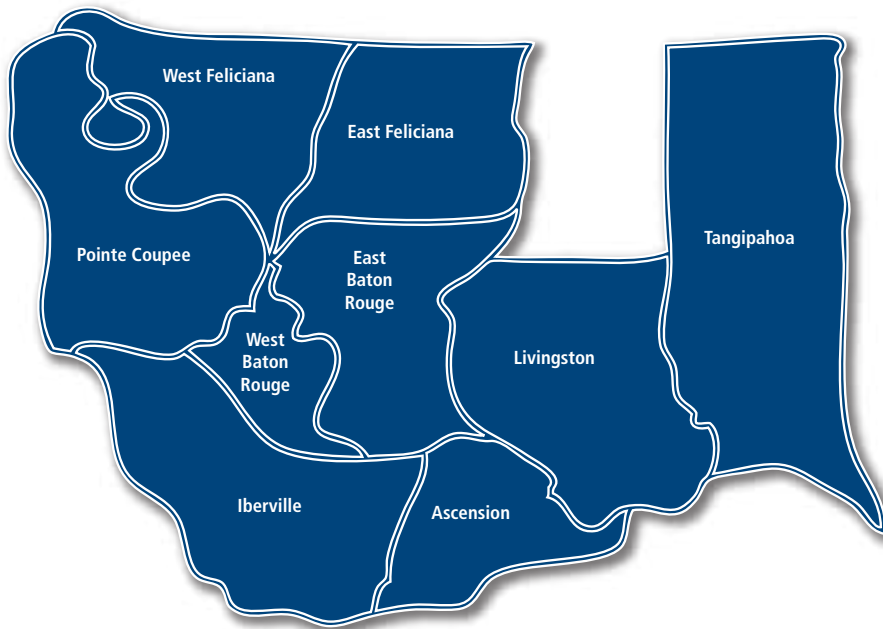 West Feliciana
East Feliciana
Tangipahoa
Pointe Coupee
East
Baton
Rouge
West
Baton
Rouge
Livingston
Iberville
Ascension